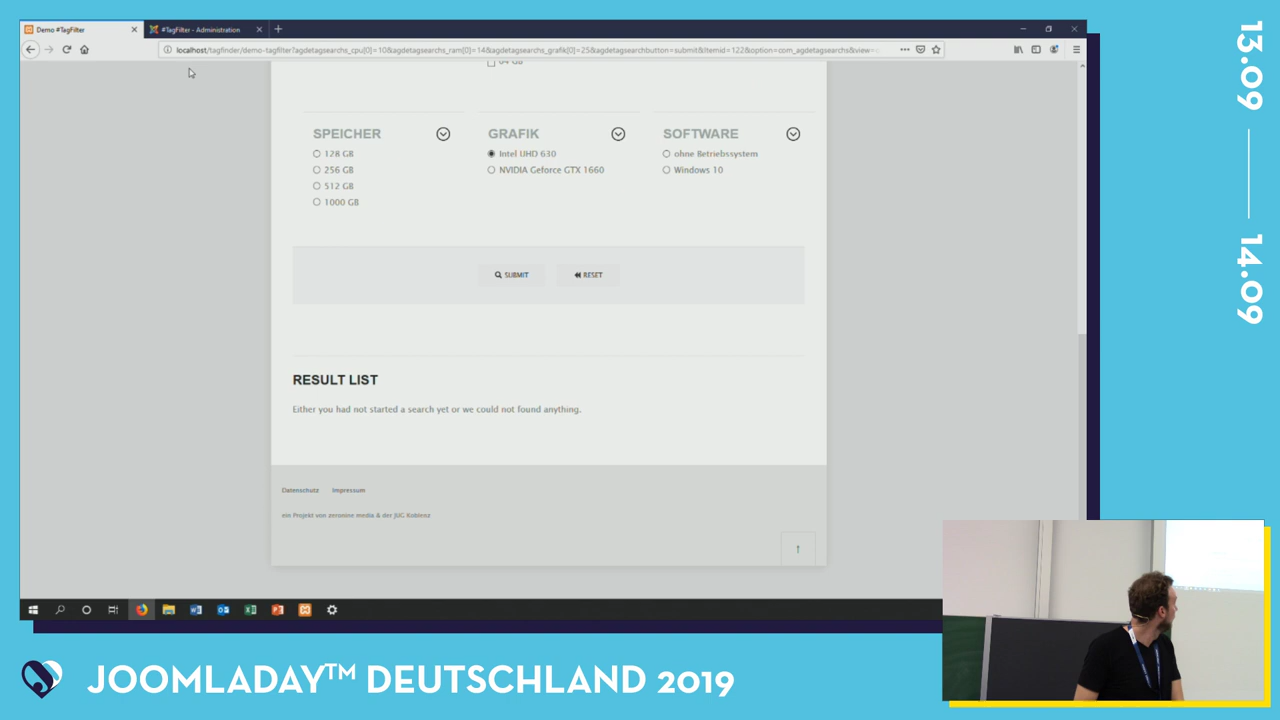 Demo #TagFilter
#TagFilter - Administration
localhost/tagfinder/demo-tagfilter?agdetagsearchs_cpu[0]=10&agdetagsearchs_ram[0]=14&agdetagsearchs_grafik[0]=25&agdetagsearchbutton=submit&Itemid=122&option=com_agdetagsearchs&view=
64 GB
SPEICHER
GRAFIK
SOFTWARE
128 GB
Intel UHD 630
ohne Betriebssystem
256 GB
NVIDIA Geforce GTX 1660
Windows 10
512 GB
1000 GB
SUBMIT
RESET
RESULT LIST
Either you had not started a search yet or we could not found anything.
Datenschutz
Impressum
ein Projekt von zeronine media & der JUG Koblenz
↑
13.09
14.09
JOOMLADAY™ DEUTSCHLAND 2019